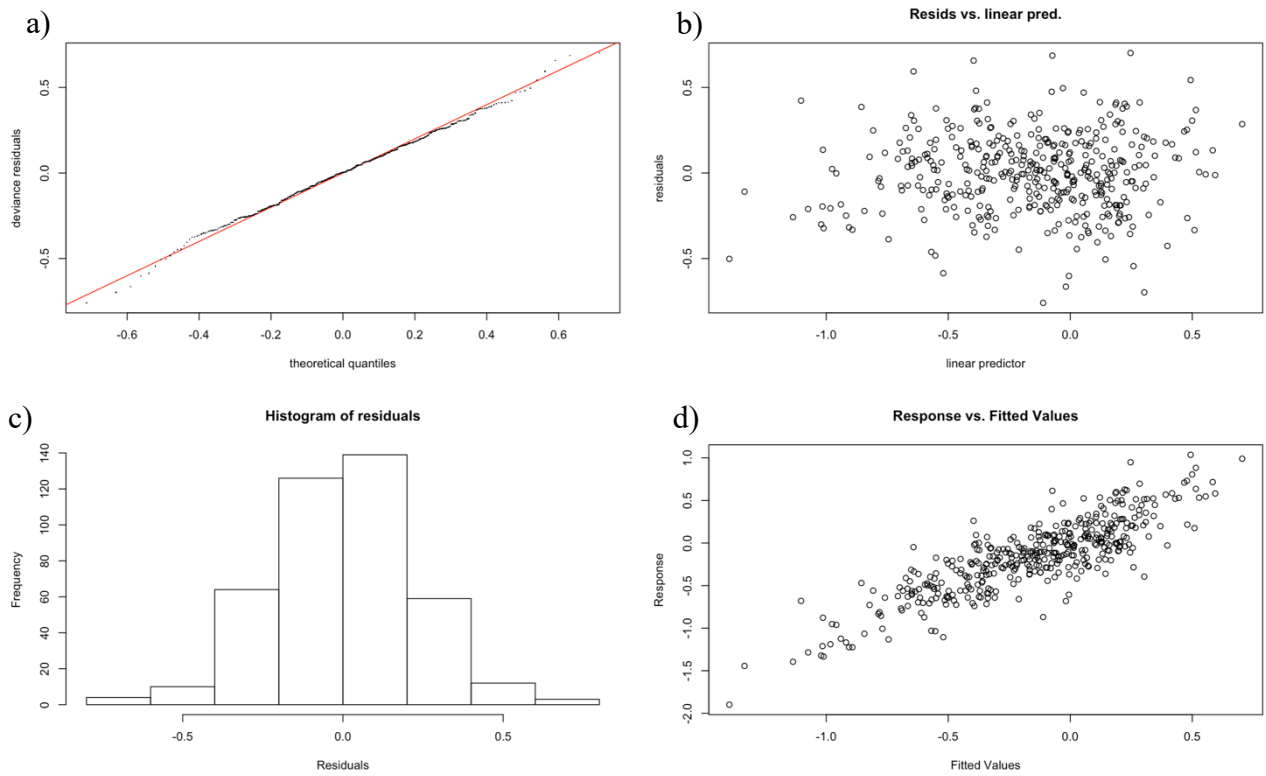 a)
deviance residuals
0.5
0.0
-0.5
-0.6 -0.4 -0.2 0.0 0.2 0.4 0.6
theoretical quantiles
b)
Resids vs. linear pred.
residuals
0.5
0.0
-0.5
-1.0 -0.5 0.0 0.5
linear predictor
c)
Histogram of residuals
Frequency
140
120
100
80
60
40
20
0
-0.5 0.0 0.5
Residuals
d)
Response vs. Fitted Values
Response
1.0
0.5
0.0
-0.5
-1.0
-1.5
-2.0
-1.0 -0.5 0.0 0.5
Fitted Values